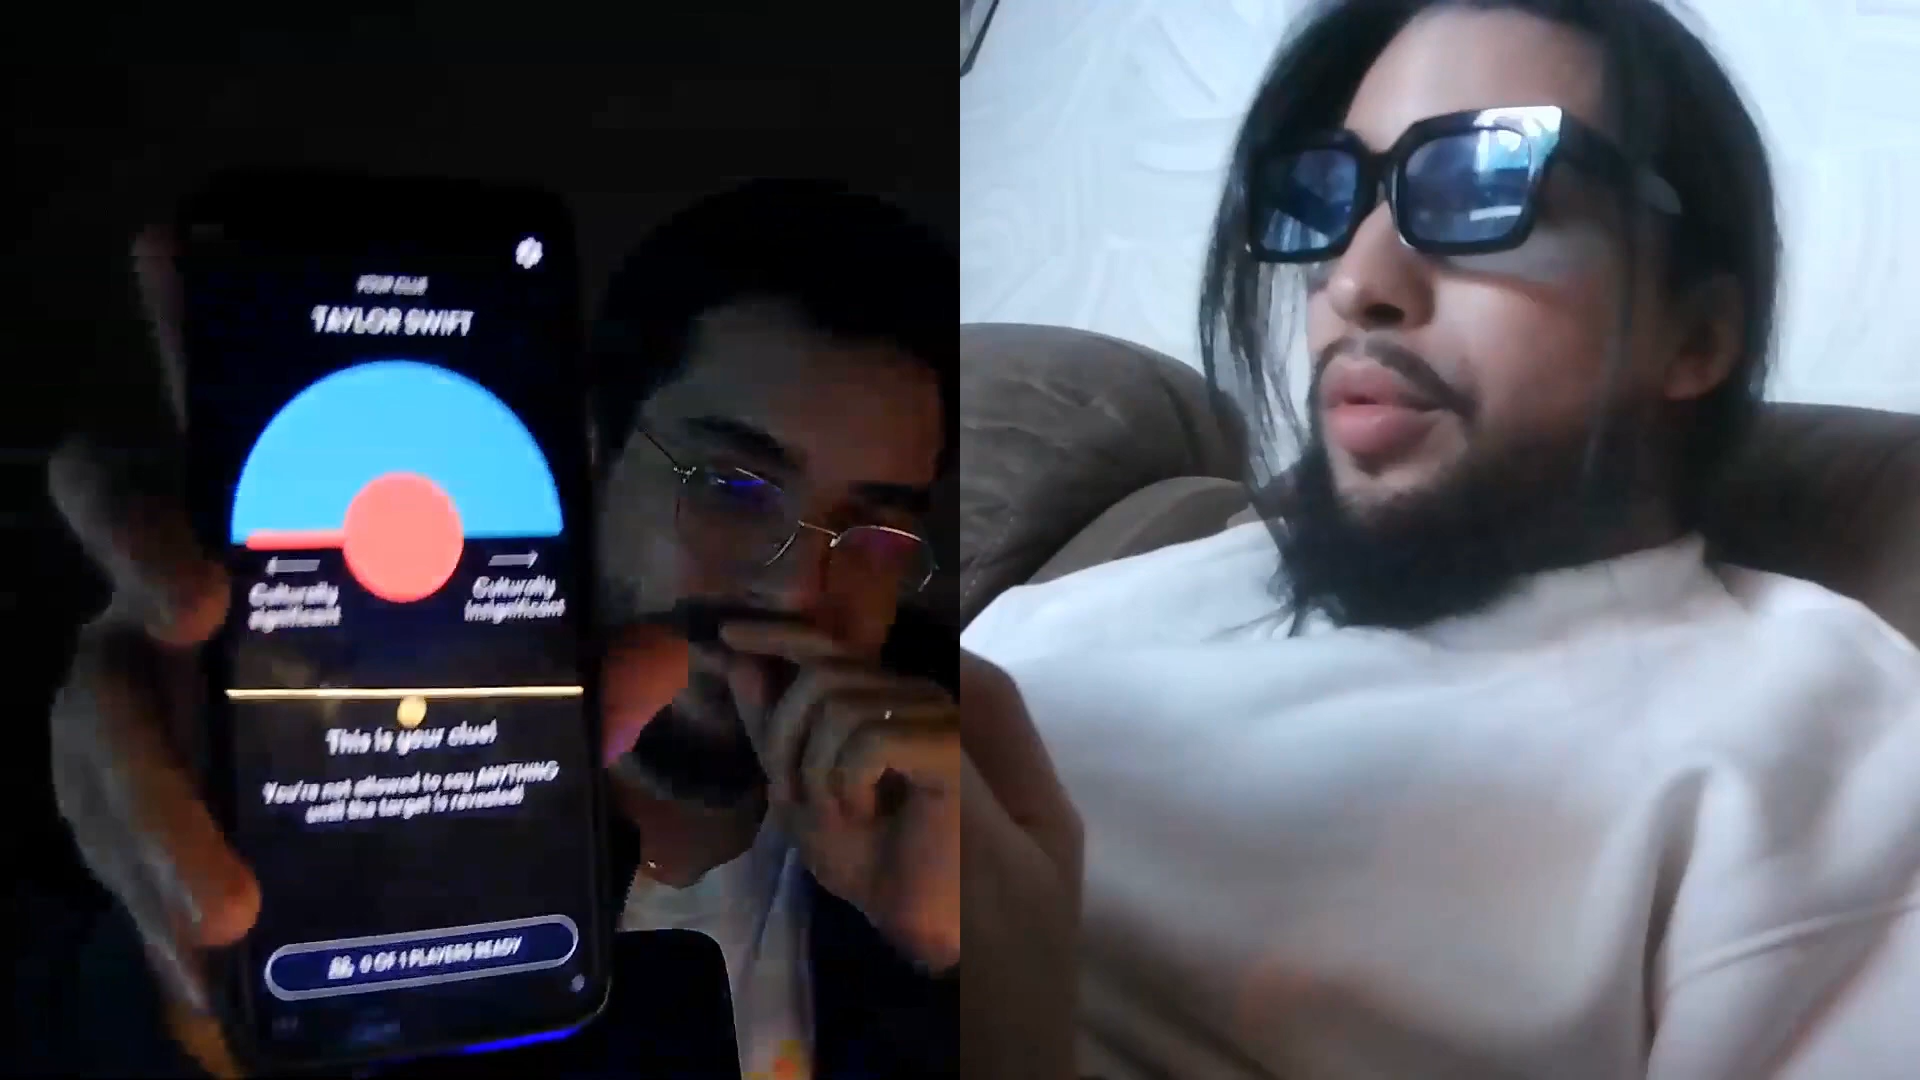 YOUR CLUE
TAYLOR SWIFT
Culturally
significant
Culturally
insignificant
This is your clue!
You're not allowed to say ANYTHING
until the target is revealed!
0 OF 1 PLAYERS READY